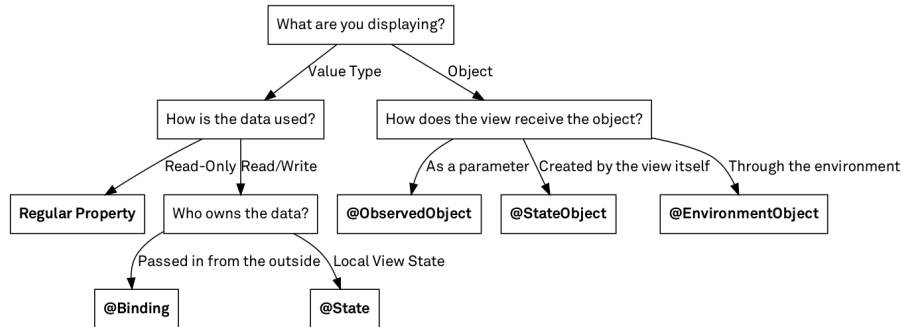 What are you displaying?
Value Type
Object
How is the data used?
How does the view receive the object?
Read-Only
Read/Write
As a parameter
Created by the view itself
Through the environment
Regular Property
Who owns the data?
@ObservedObject
@StateObject
@EnvironmentObject
Passed in from the outside
Local View State
@Binding
@State